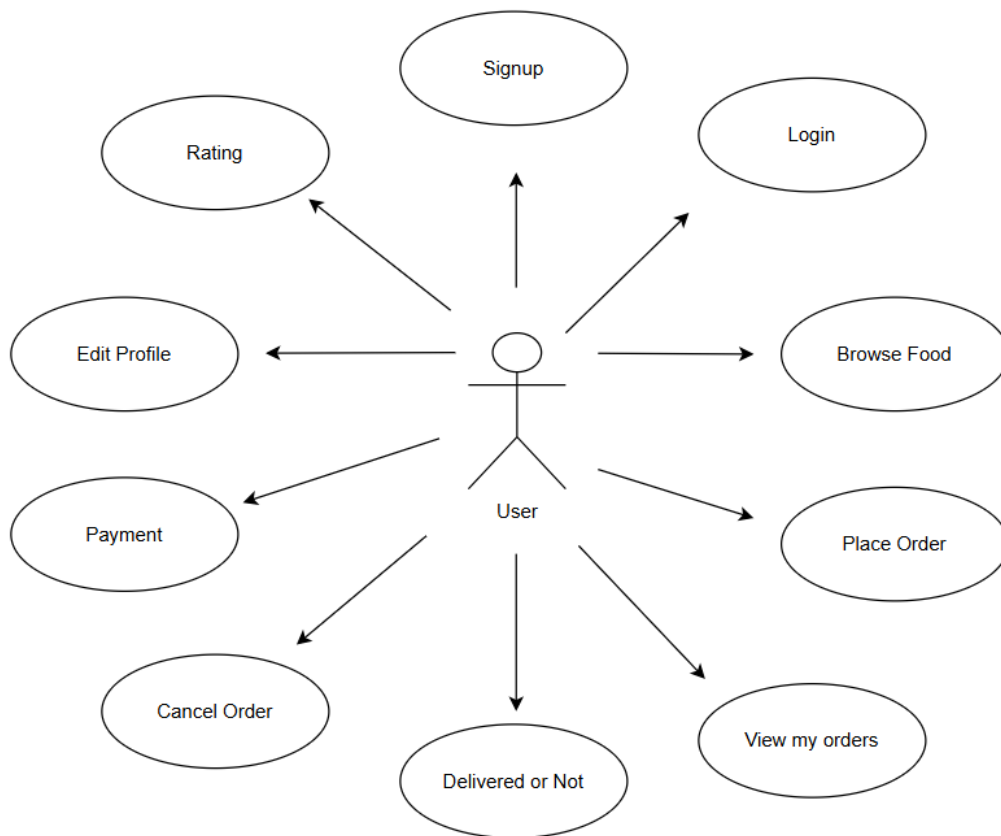 Signup
Login
Rating
Edit Profile
Browse Food
Payment
User
Place Order
Cancel Order
View my orders
Delivered or Not